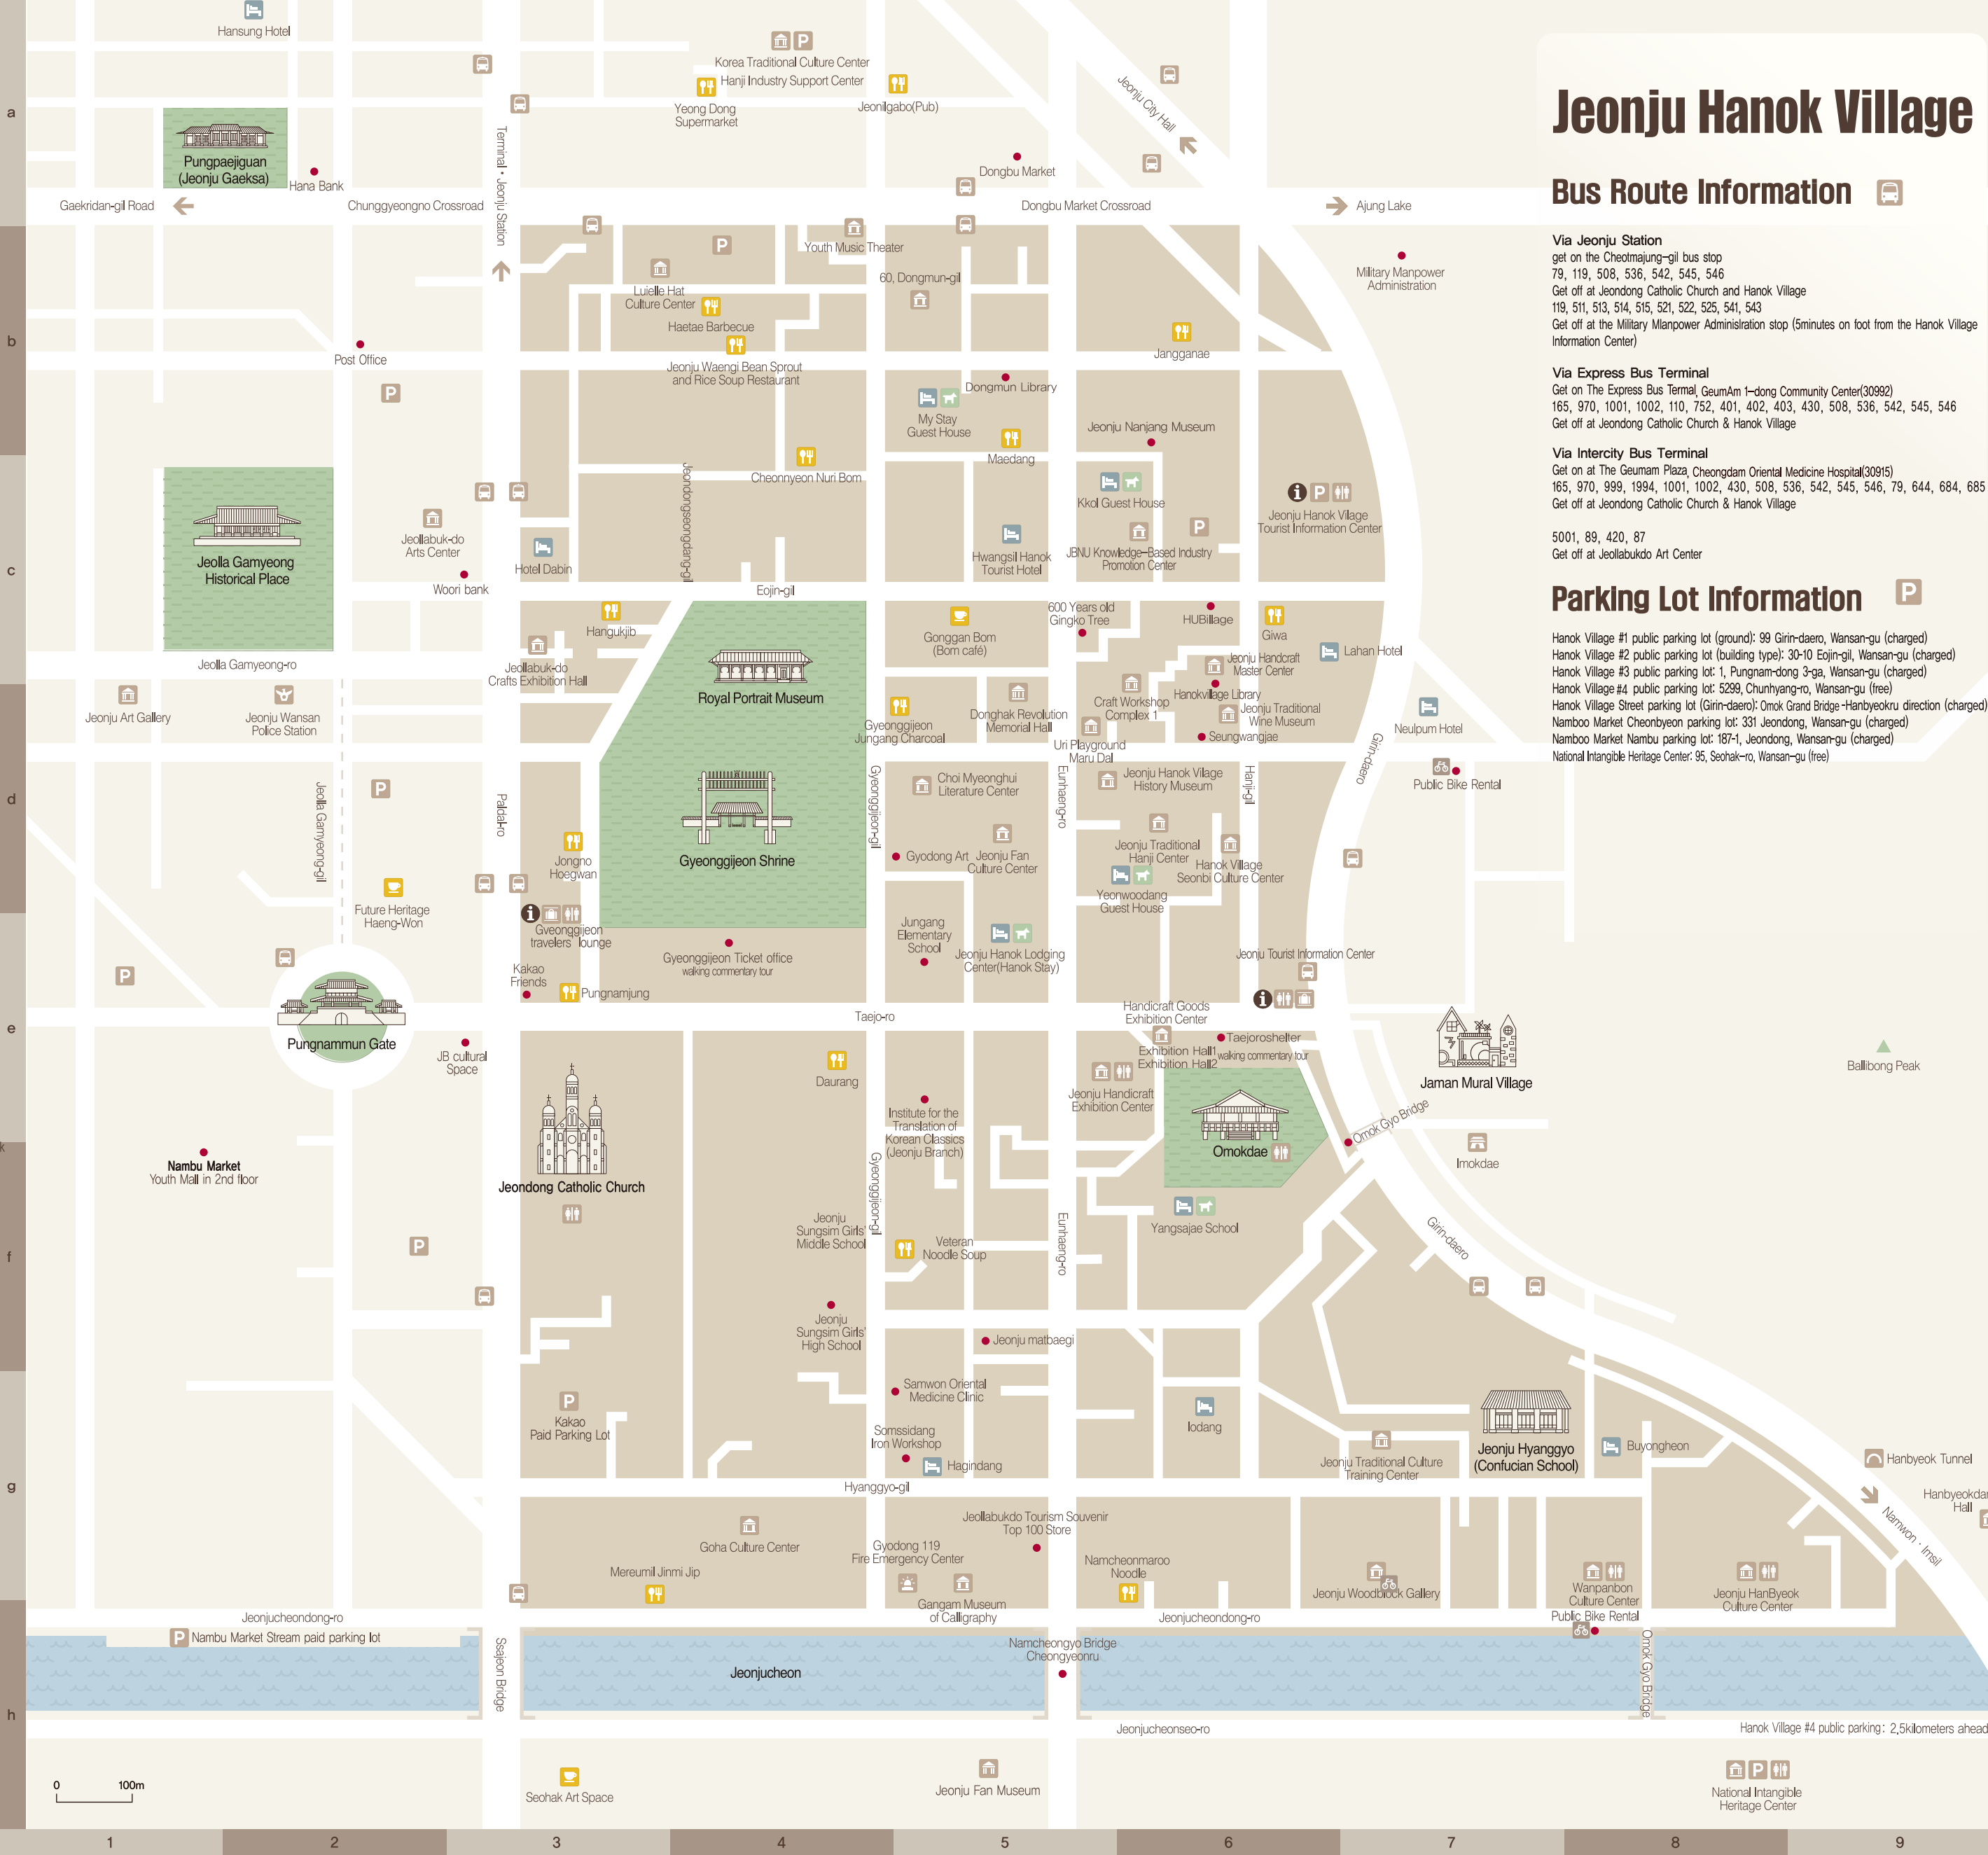 Jeonju Hanok Village
Bus Route Information
Via Jeonju Station
get on the Cheotmajung-gil bus stop
79, 119, 508, 536, 542, 545, 546
Get off at Jeondong Catholic Church and Hanok Village
119, 511, 513, 514, 515, 521, 522, 525, 541, 543
Get off at the Military Mlanpower Adminislration stop (5minutes on foot from the Hanok Village
Information Center)
Via Express Bus Terminal
Get on The Express Bus Termal, GeumAm 1-dong Community Center(30992)
165, 970, 1001, 1002, 110, 752, 401, 402, 403, 430, 508, 536, 542, 545, 546
Get off at Jeondong Catholic Church & Hanok Village
Via Intercity Bus Terminal
Get on at The Geumam Plaza, Cheongdam Oriental Medicine Hospital(30915)
165, 970, 999, 1994, 1001, 1002, 430, 508, 536, 542, 545, 546, 79, 644, 684, 685
Get off at Jeondong Catholic Church & Hanok Village
5001, 89, 420, 87
Get off at Jeollabukdo Art Center
Parking Lot Information
P
Hanok Village #1 public parking lot (ground): 99 Girin-daero, Wansan-gu (charged)
Hanok Village #2 public parking lot (building type): 30-10 Eojin-gil, Wansan-gu (charged)
Hanok Village #3 public parking lot: 1, Pungnam-dong 3-ga, Wansan-gu (charged)
Hanok Village #4 public parking lot: 5299, Chunhyang-ro, Wansan-gu (free)
Hanok Village Street parking lot (Girin-daero): Omok Grand Bridge-Hanbyeokru direction (charged)
Namboo Market Cheonbyeon parking lot: 331 Jeondong, Wansan-gu (charged)
Namboo Market Nambu parking lot: 187-1, Jeondong, Wansan-gu (charged)
National Intangible Heritage Center: 95, Seohak-ro, Wansan-gu (free)
Hansung Hotel
P
Korea Traditional Culture Center
Hanji Industry Support Center
Yeong Dong
Supermarket
Jeonilgabo(Pub)
Jeonju City Hall
a
Pungpaejiguan
(Jeonju Gaeksa)
Hana Bank
Terminal • Jeonju Station
Dongbu Market
Gaekridan-gil Road
Chunggyeongno Crossroad
Dongbu Market Crossroad
Ajung Lake
P
Youth Music Theater
60, Dongmun-gil
Military Manpower
Administration
Luielle Hat
Culture Center
Haetae Barbecue
b
Post Office
P
Jeonju Waengi Bean Sprout
and Rice Soup Restaurant
Jangganae
Dongmun Library
My Stay
Guest House
Jeonju Nanjang Museum
Maedang
Cheonnyeon Nuri Bom
Jeondongseongdang-gil
Kkol Guest House
i P
Jeonju Hanok Village
Tourist Information Center
Jeolla Gamyeong
Historical Place
Jeollabuk-do
Arts Center
P
Hwangsil Hanok
Tourist Hotel
JBNU Knowledge-Based Industry
Promotion Center
Hotel Dabin
c
Woori bank
Eojin-gil
Hangukjib
Gonggan Bom
(Bom café)
600 Years old
Gingko Tree
HUBillage
Giwa
Jeonju Handcraft
Master Center
Lahan Hotel
Jeolla Gamyeong-ro
Jeollabuk-do
Crafts Exhibition Hall
Royal Portrait Museum
Hanokvillage Library
Craft Workshop
Complex 1
Jeonju Traditional
Wine Museum
Jeonju Art Gallery
Jeonju Wansan
Police Station
Gyeonggijeon
Jungang Charcoal
Donghak Revolution
Memorial Hall
Seungwangjae
Neulpum Hotel
Uri Playground
Maru Dal
Girin-daero
Jeonju Hanok Village
History Museum
Choi Myeonghui
Literature Center
Public Bike Rental
P
d
Jeolla Gamyeong-gil
Paldal-ro
Gyeonggijeon-gil
Eunhaeng-ro
Hanji-gil
Jeonju Traditional
Hanji Center
Hanok Village
Seonbi Culture Center
Gyeonggijeon Shrine
Jongno
Hoegwan
Gyodong Art
Jeonju Fan
Culture Center
Yeonwoodang
Guest House
Future Heritage
Haeng-Won
i
Gyeonggijeon
travelers' lounge
Jungang
Elementary
School
Gyeonggijeon Ticket office
walking commentary tour
Jeonju Hanok Lodging
Center(Hanok Stay)
Jeonju Tourist Information Center
P
Kakao
Friends
Pungnamjung
i
Handicraft Goods
Exhibition Center
e
Taejo-ro
Pungnammun Gate
JB cultural
Space
Taejoroshelter
Exhibition Hall1
walking commentary tour
Exhibition Hall2
Daurang
Jeonju Handicraft
Exhibition Center
Jaman Mural Village
Ballibong Peak
Institute for the
Translation of
Korean Classics
(Jeonju Branch)
Omok Gyo Bridge
Omokdae
Imokdae
k
Nambu Market
Youth Mall in 2nd floor
Jeondong Catholic Church
Gyeonggijeon-gil
Jeonju
Sungsim Girls'
Middle School
Yangsajae School
Eunhaeng-ro
Veteran
Noodle Soup
Girin-daero
P
f
Jeonju
Sungsim Girls'
High School
Jeonju matbaegi
Samwon Oriental
Medicine Clinic
P
Kakao
Paid Parking Lot
Somssidang
Iron Workshop
Iodang
Hagindang
Jeonju Traditional Culture
Training Center
Jeonju Hyanggyo
(Confucian School)
Buyongheon
Hanbyeok Tunnel
g
Hyanggyo-gil
Hanbyeokdan
Hall
Namwon · Imsil
Goha Culture Center
Jeollabukdo Tourism Souvenir
Top 100 Store
Gyodong 119
Fire Emergency Center
Mereumil Jinmi Jip
Namcheonmaroo
Noodle
Gangam Museum
of Calligraphy
Jeonju Woodblock Gallery
Wanpanbon
Culture Center
Jeonju HanByeok
Culture Center
Public Bike Rental
Jeonjucheondong-ro
Jeonjucheondong-ro
P Nambu Market Stream paid parking lot
Namcheongyo Bridge
Cheongyeonru
Ssajeon Bridge
Jeonjucheon
Omok Gyo Bridge
h
Jeonjucheonseo-ro
Hanok Village #4 public parking: 2.5kilometers ahead
0 100m
Seohak Art Space
Jeonju Fan Museum
P
National Intangible
Heritage Center
1 2 3 4 5 6 7 8 9